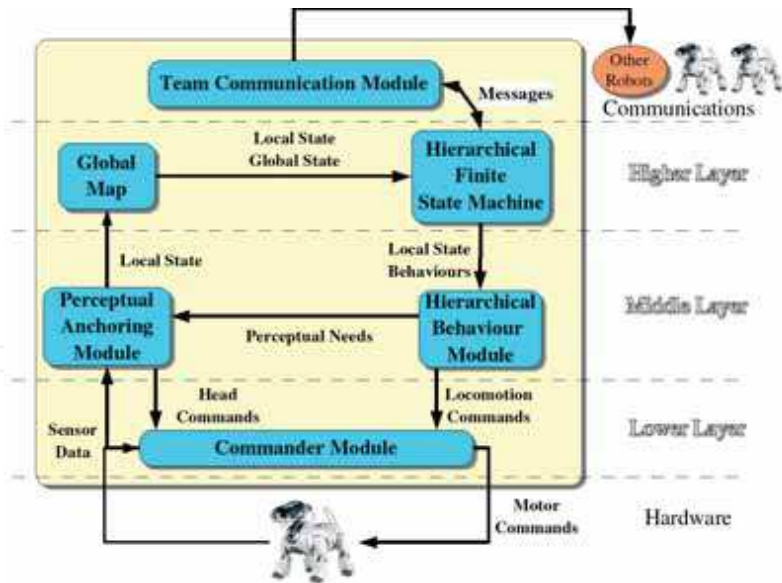 Team Communication Module
Other
Robots
Communications
Messages
Local State
Global State
Global
Map
Hierarchical
Finite
State Machine
Higher Layer
Local State
Local State
Behaviours
Perceptual
Anchoring
Module
Perceptual Needs
Hierarchical
Behaviour
Module
Middle Layer
Head
Commands
Locomotion
Commands
Sensor
Data
Commander Module
Lower Layer
Motor
Commands
Hardware